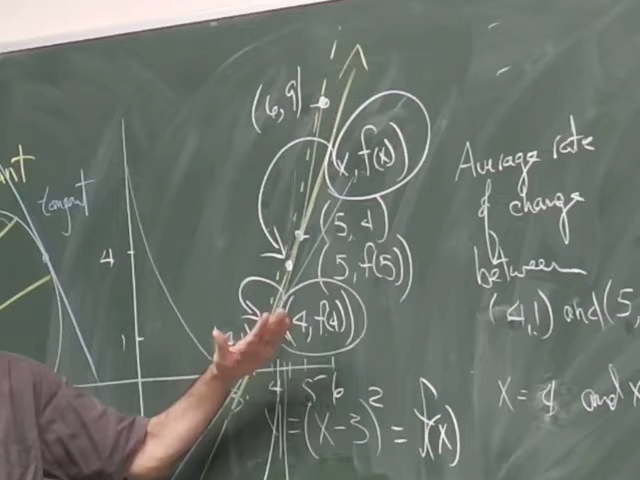 tangent
4
1
(6,9)
(x, f(x))
(5,4)
(5, f(5))
4, f(4))
4 5 6
y=(x-3)² = f(x)
Average rate
of change
between
(4,1) and (5,
x = 4 and x